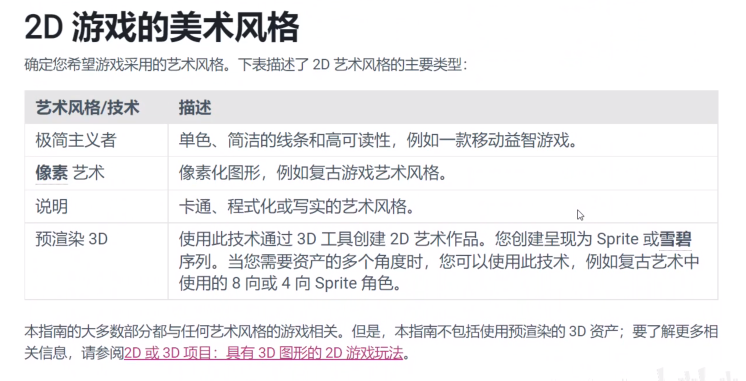 2D 游戏的美术风格
确定您希望游戏采用的艺术风格。下表描述了 2D 艺术风格的主要类型：
艺术风格/技术 描述
极简主义者 单色、简洁的线条和高可读性，例如一款移动益智游戏。
像素 艺术 像素化图形，例如复古游戏艺术风格。
说明 卡通、程式化或写实的艺术风格。
预渲染 3D 使用此技术通过 3D 工具创建 2D 艺术作品。您创建呈现为 Sprite 或雪碧
序列。当您需要资产的多个角度时，您可以使用此技术，例如复古艺术中
使用的 8 向或 4 向 Sprite 角色。
本指南的大多数部分都与任何艺术风格的游戏相关。但是，本指南不包括使用预渲染的 3D 资产；要了解更多相
关信息，请参阅2D 或 3D 项目：具有 3D 图形的 2D 游戏玩法。